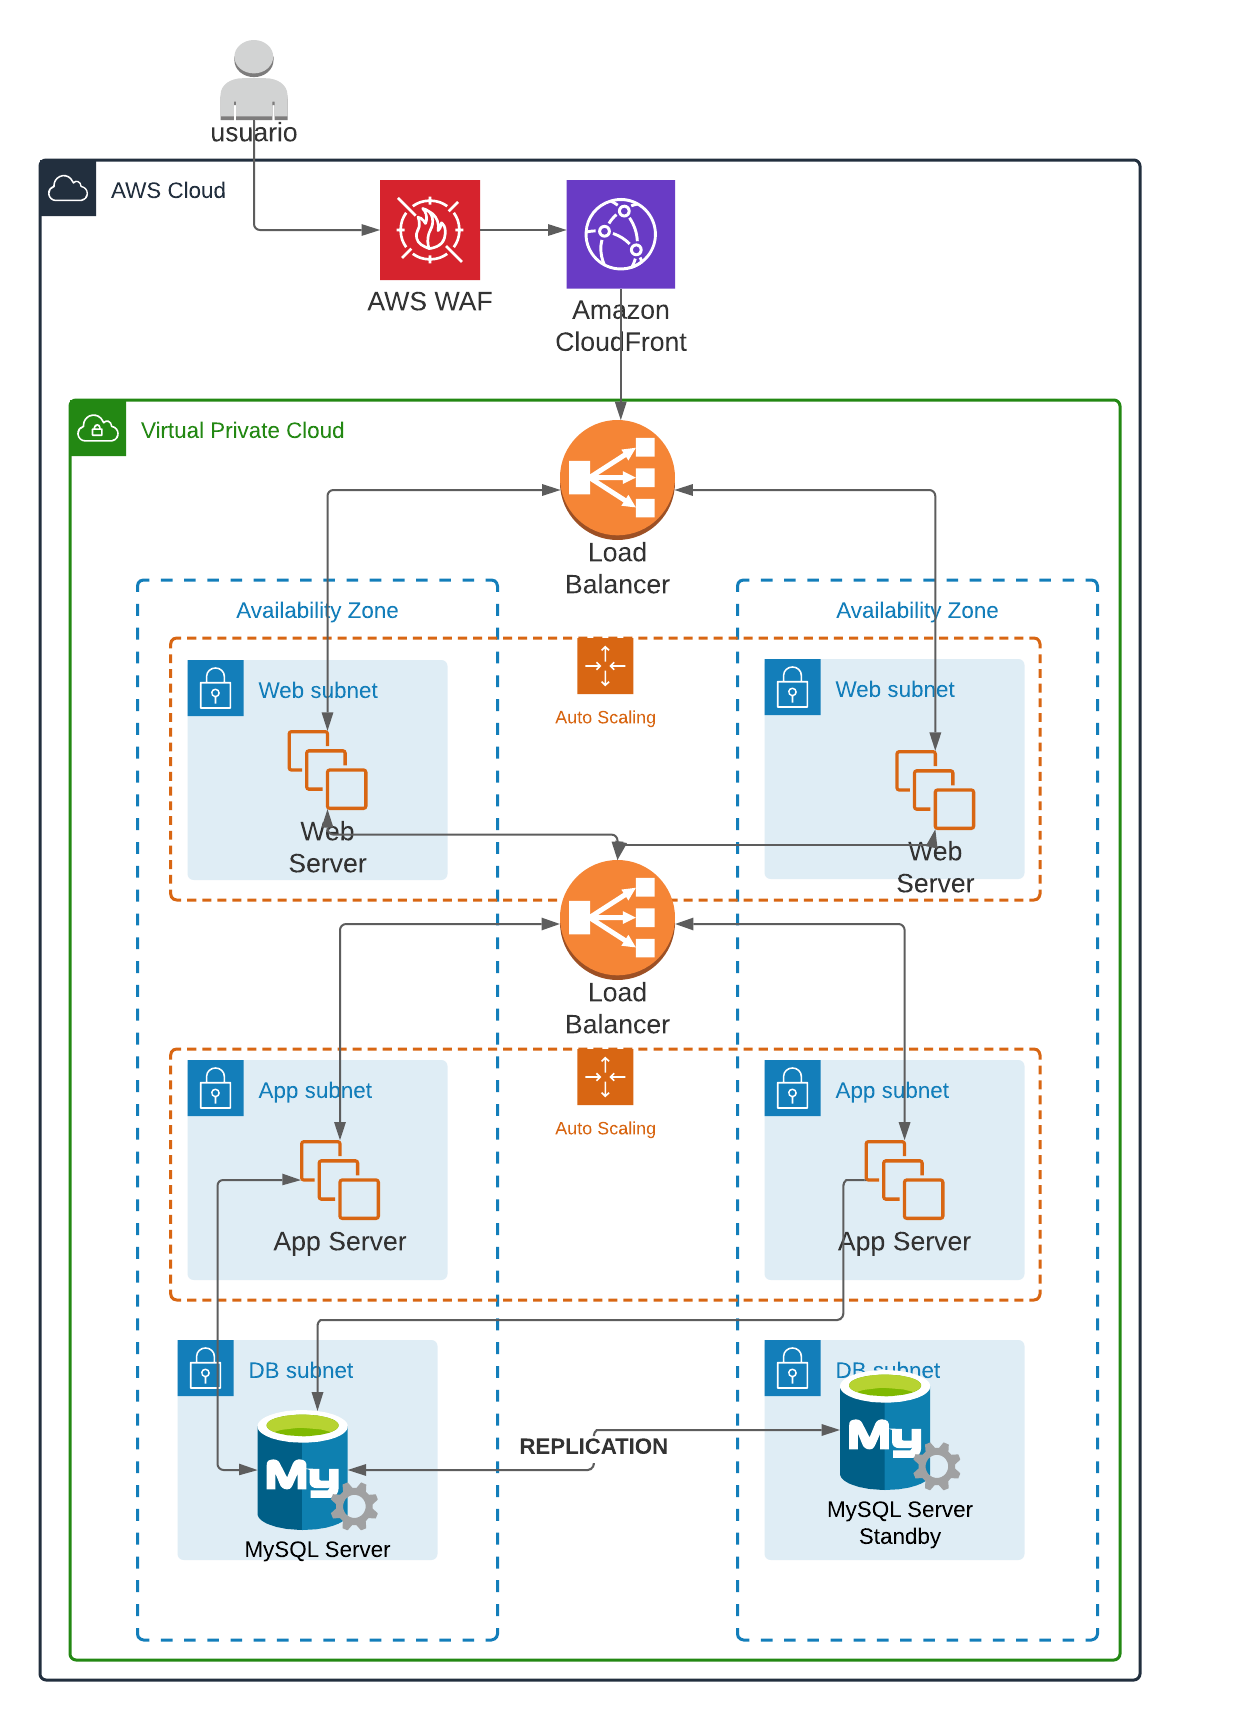 usuario
AWS Cloud
AWS WAF
Amazon
CloudFront
Virtual Private Cloud
Load
Balancer
Availability Zone
Availability Zone
Web subnet
Auto Scaling
Web subnet
Web
Server
Web
Server
Load
Balancer
App subnet
Auto Scaling
App subnet
App Server
App Server
DB subnet
DB subnet
My
REPLICATION
My
MySQL Server
MySQL Server
Standby